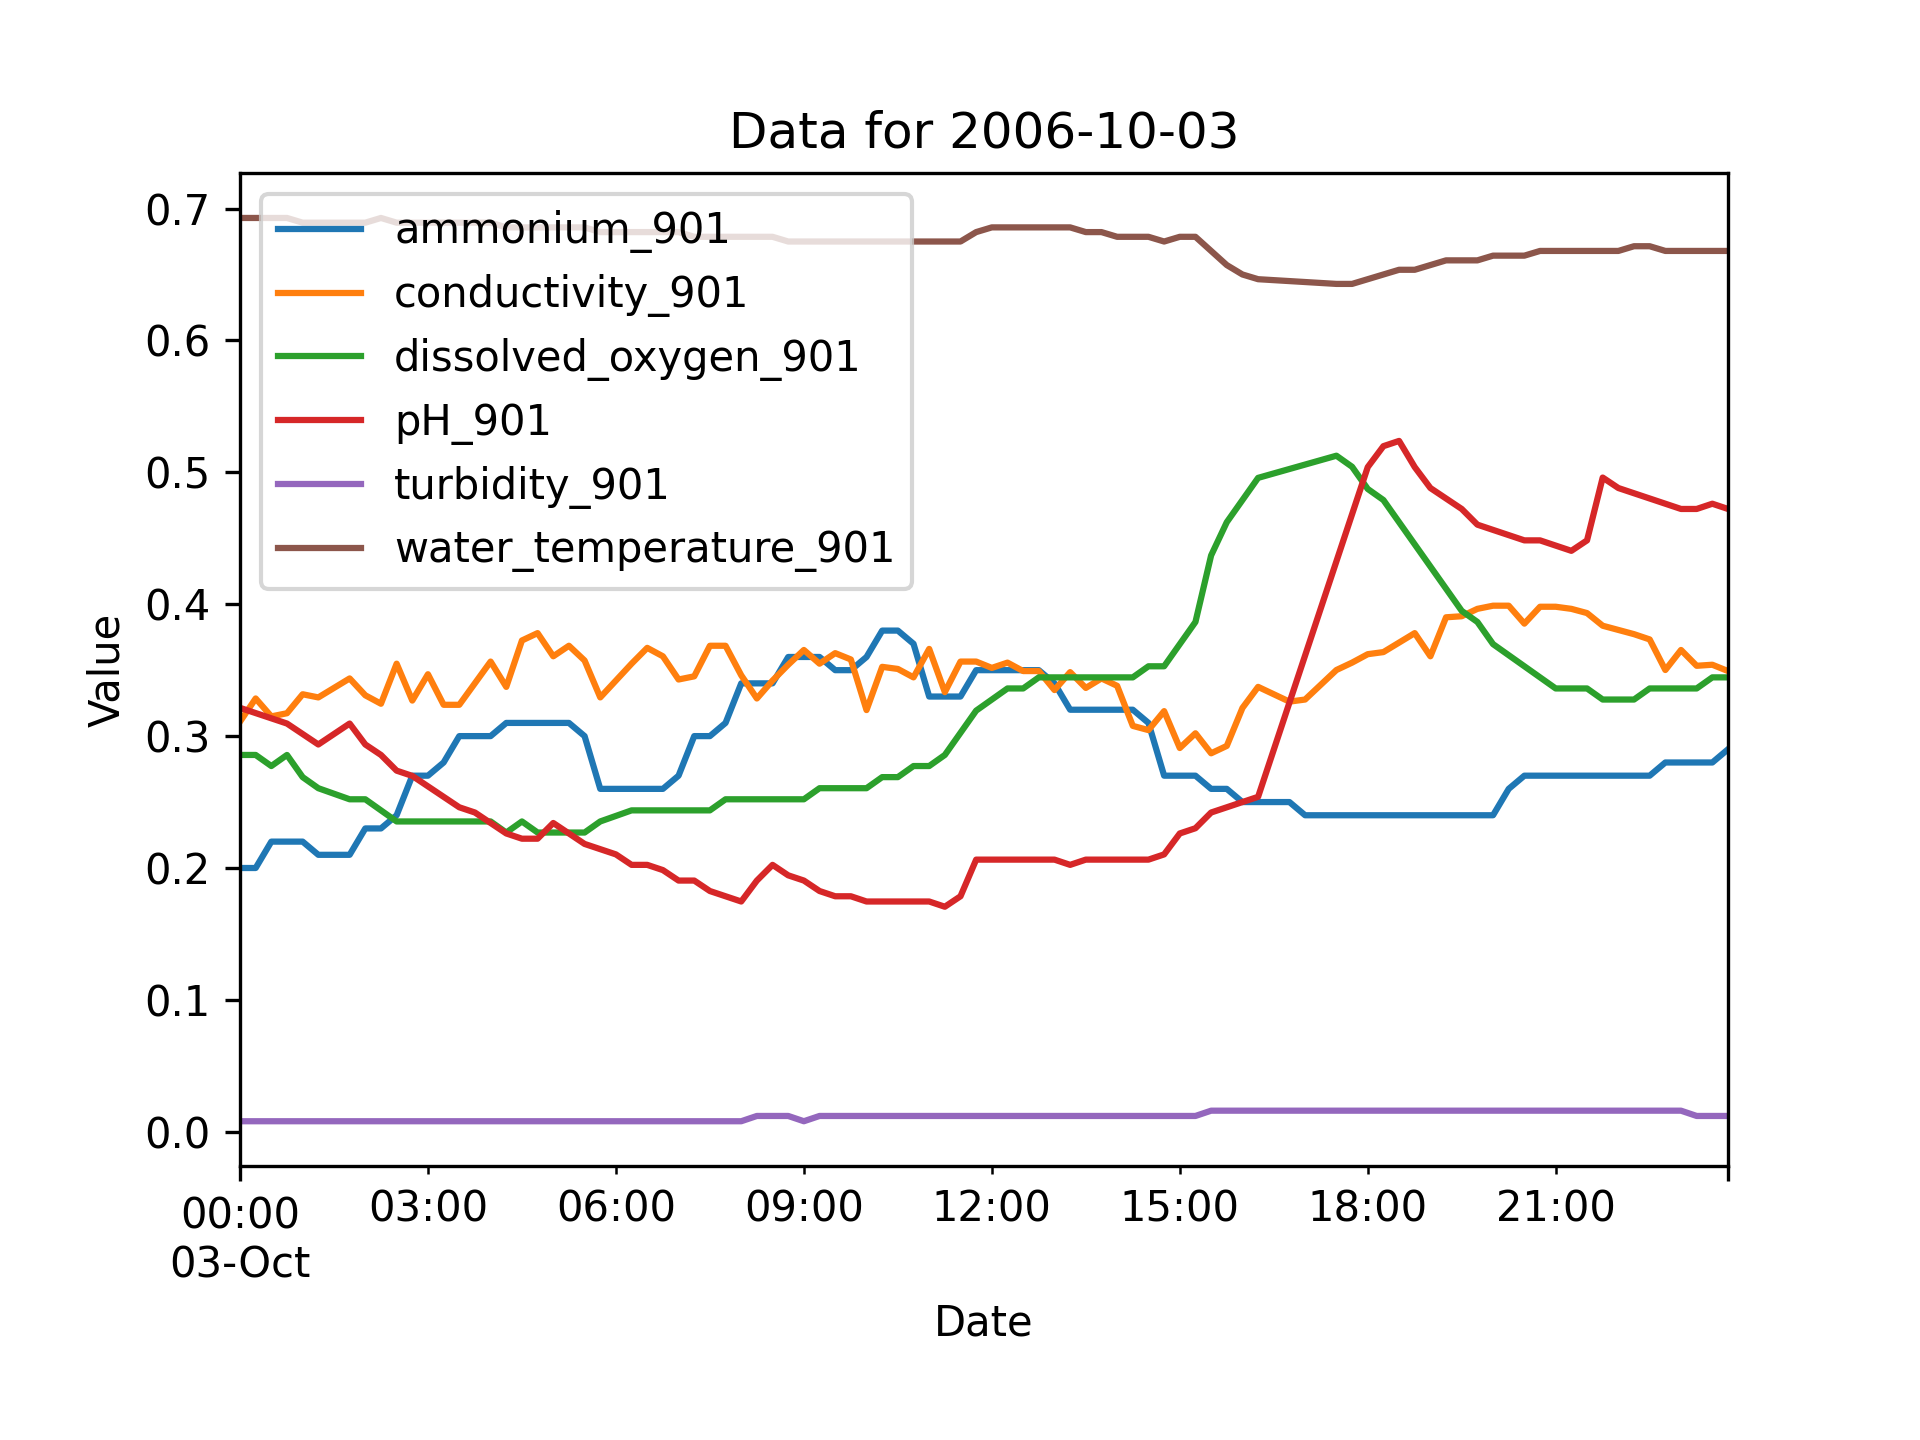 Data for 2006-10-03
0.7
0.6
0.5
0.4
0.3
0.2
0.1
0.0
Value
ammonium_901
conductivity_901
dissolved_oxygen_901
pH_901
turbidity_901
water_temperature_901
00:00 03:00 06:00 09:00 12:00 15:00 18:00 21:00
03-Oct
Date